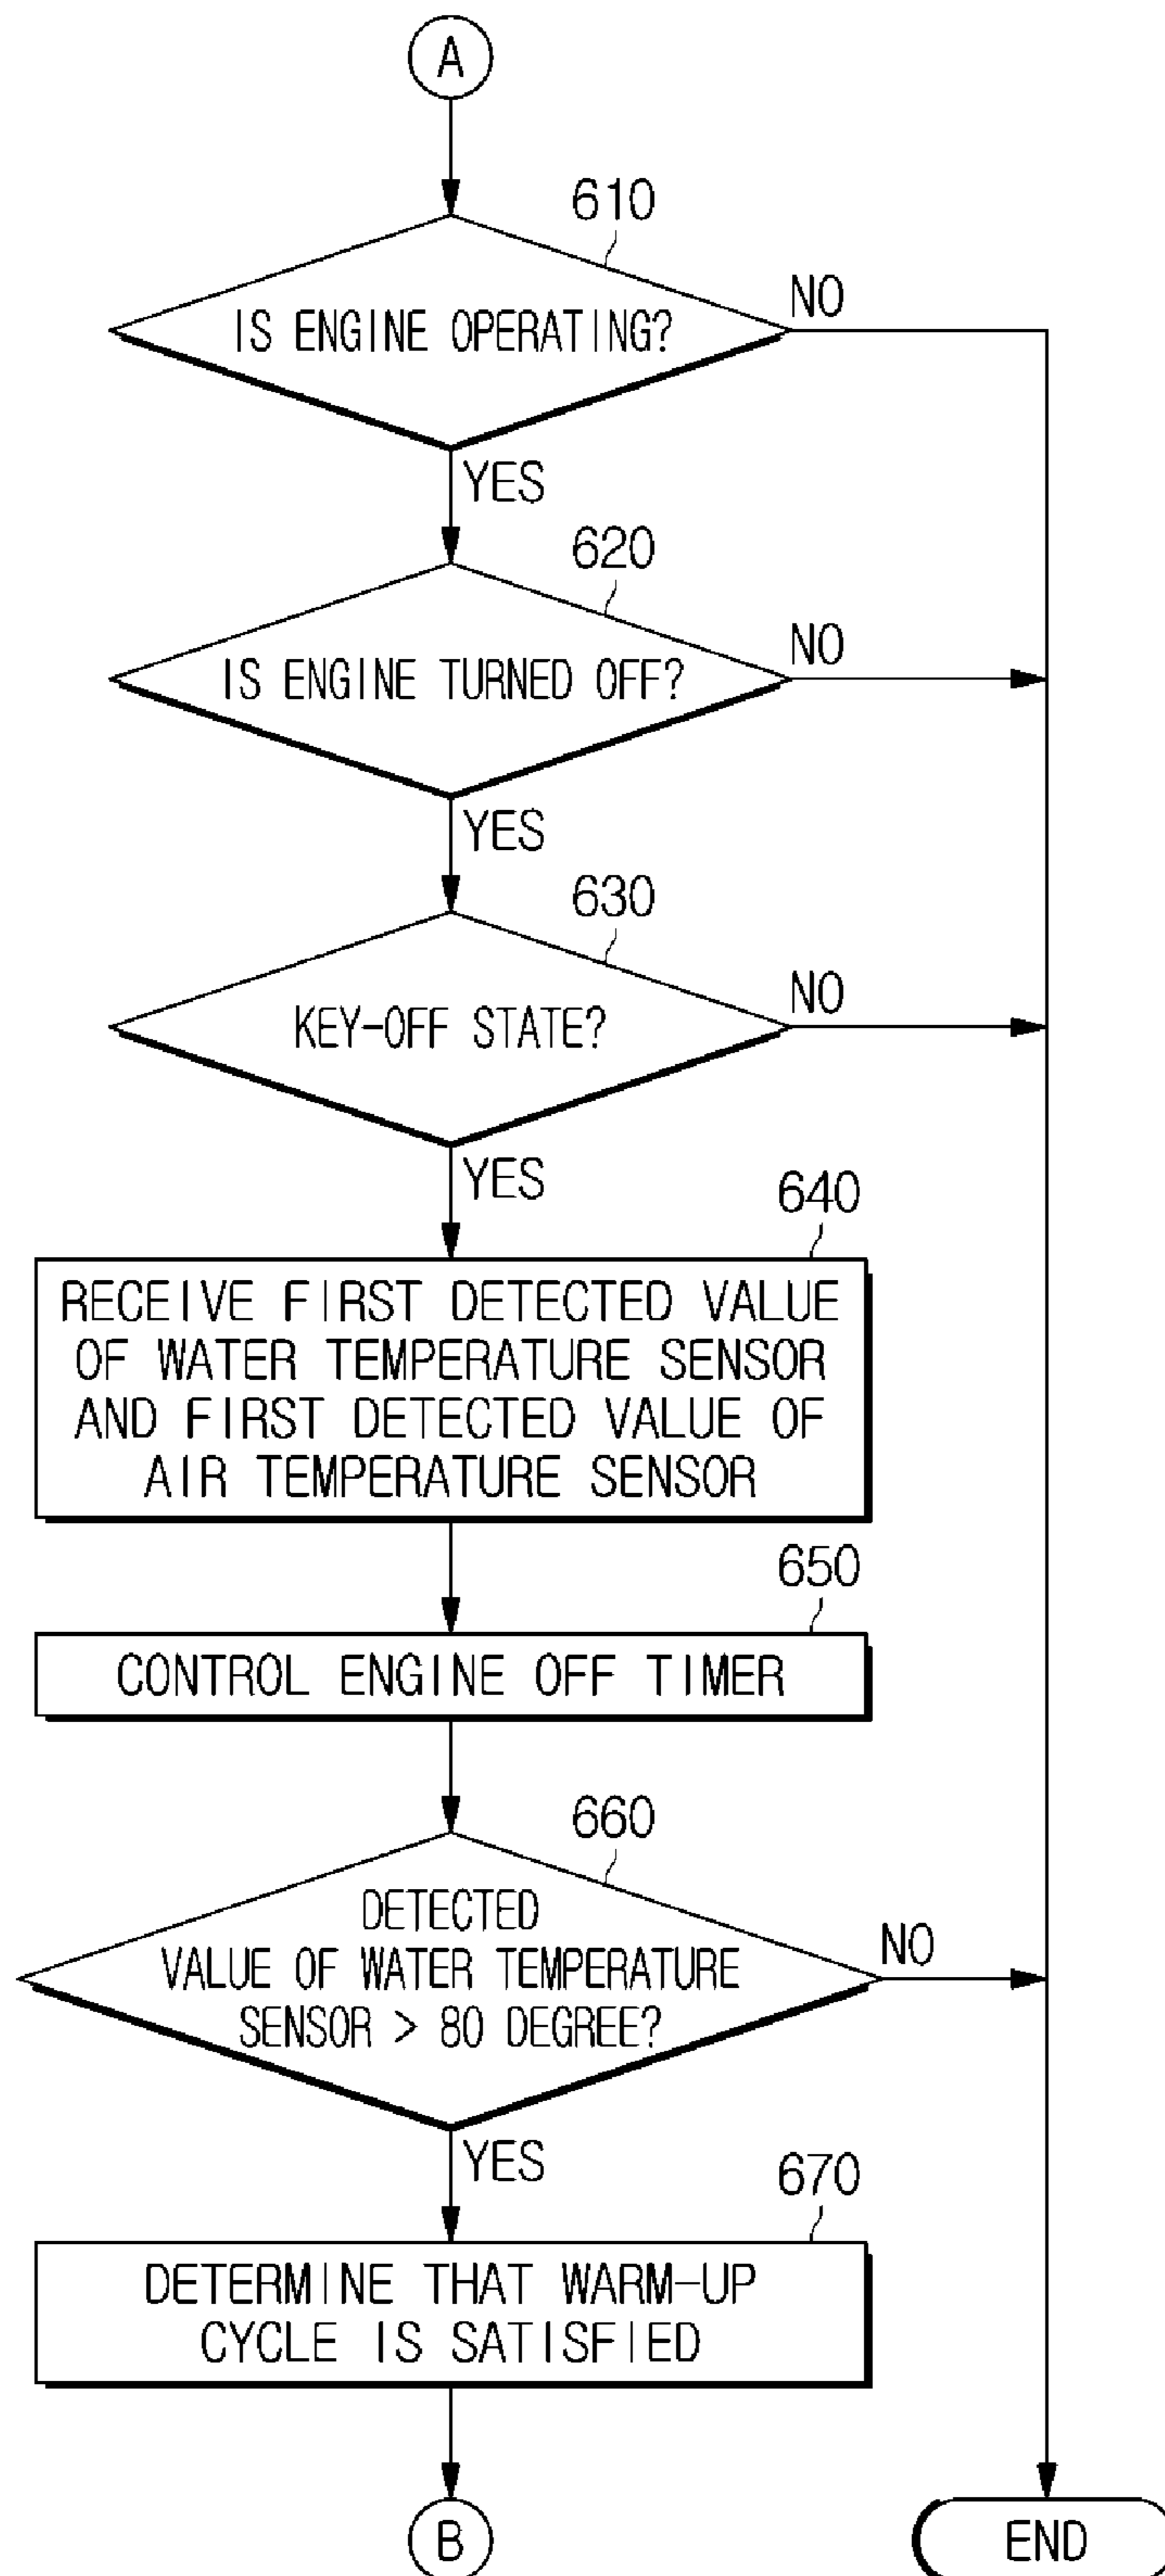 A
610
IS ENGINE OPERATING?
NO
YES
620
IS ENGINE TURNED OFF?
NO
YES
630
KEY-OFF STATE?
NO
YES
640
RECEIVE FIRST DETECTED VALUE
OF WATER TEMPERATURE SENSOR
AND FIRST DETECTED VALUE OF
AIR TEMPERATURE SENSOR
650
CONTROL ENGINE OFF TIMER
660
DETECTED
VALUE OF WATER TEMPERATURE
SENSOR > 80 DEGREE?
NO
YES
670
DETERMINE THAT WARM-UP
CYCLE IS SATISFIED
B
END